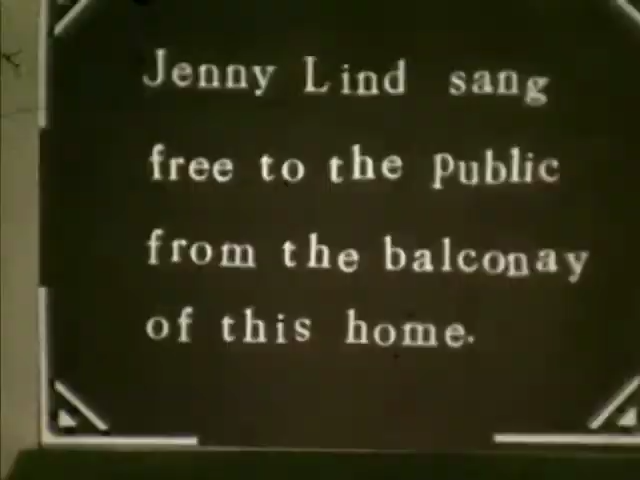 Jenny Lind sang
free to the public
from the balconay
of this home.